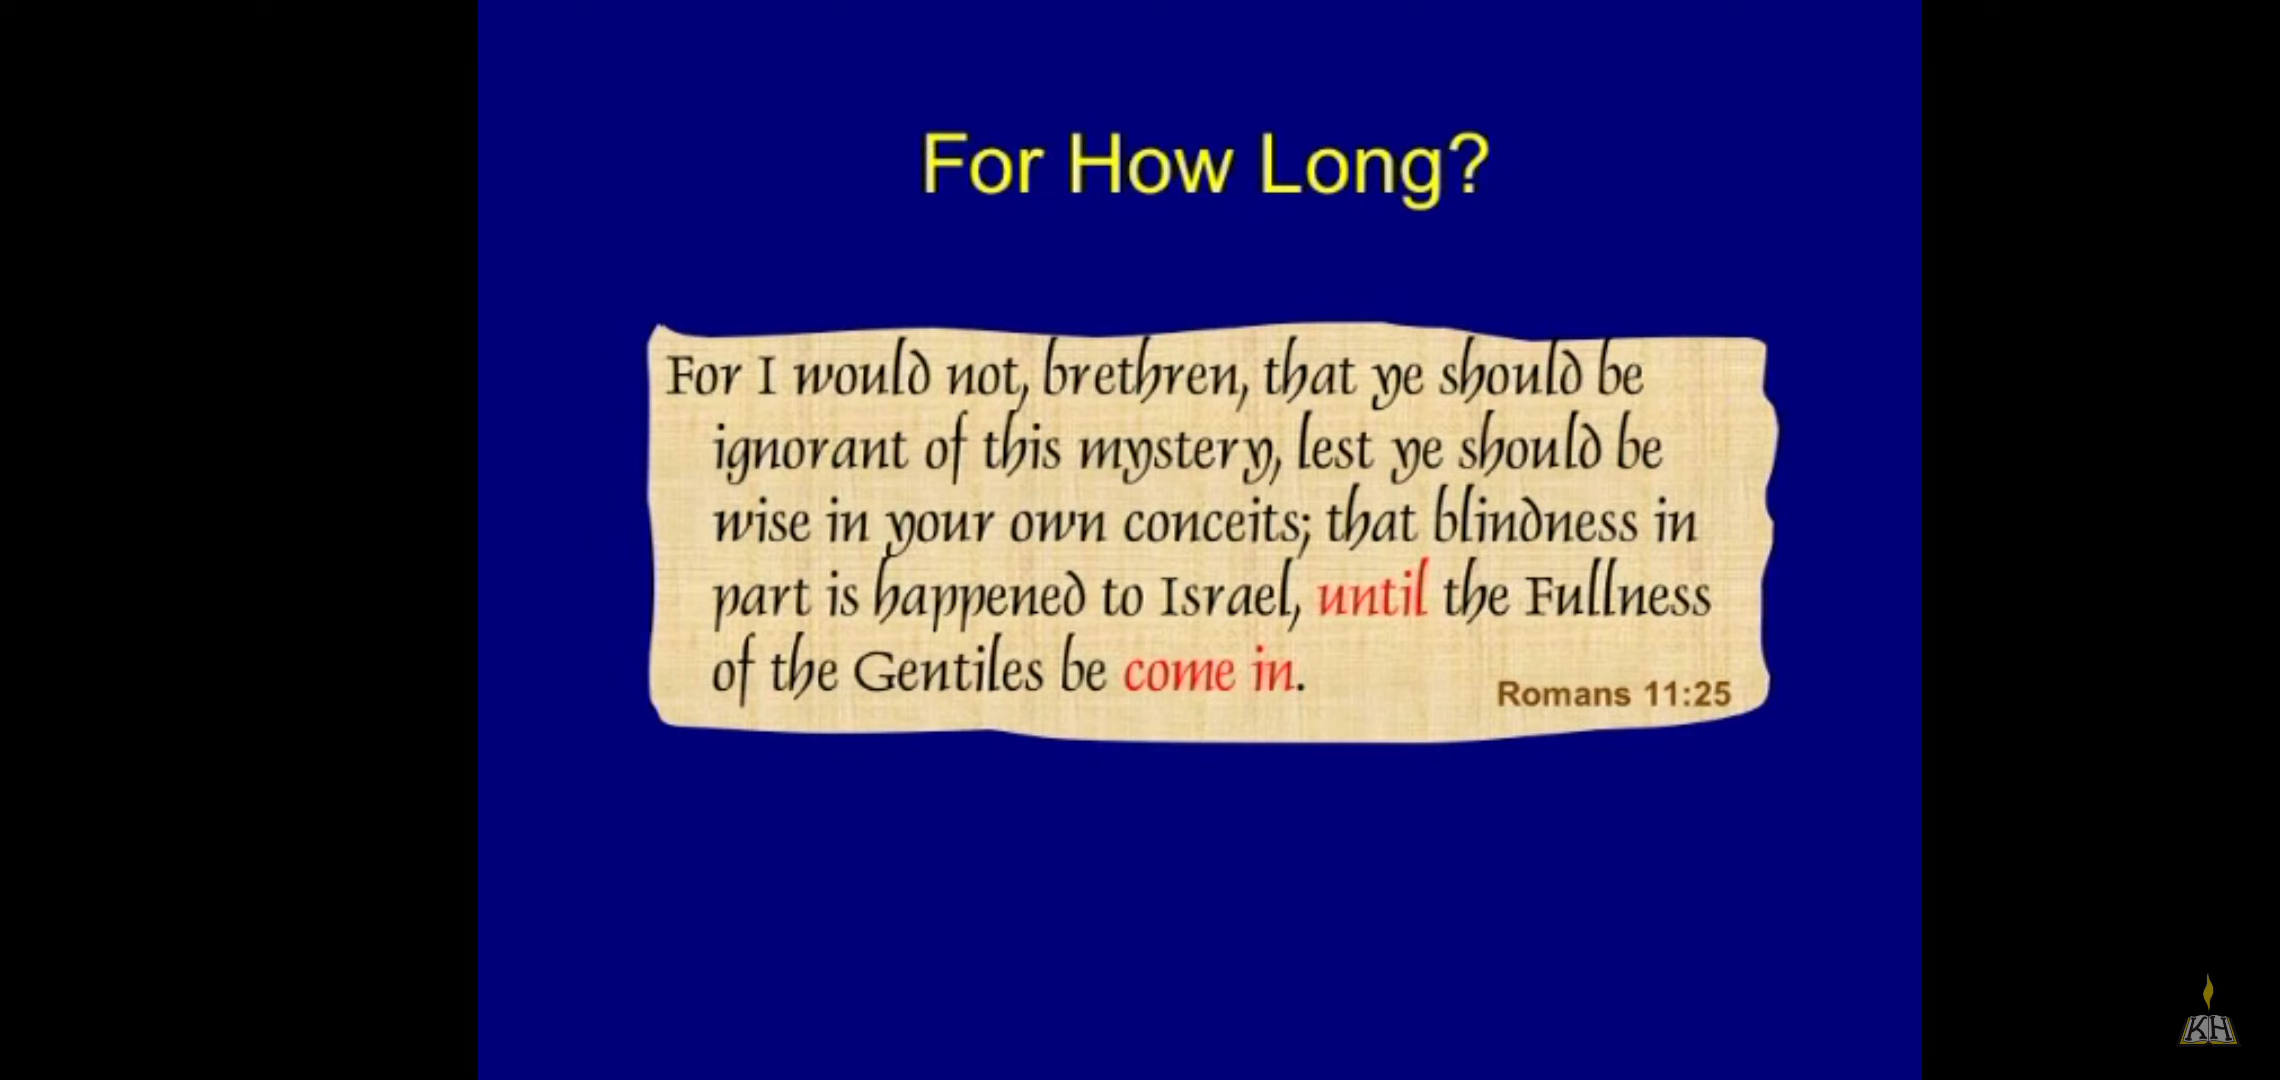 For How Long?
For I would not, brethren, that ye should be
ignorant of this mystery, lest ye should be
wise in your own conceits; that blindness in
part is happened to Israel, until the Fullness
of the Gentiles be come in.
Romans 11:25
KH